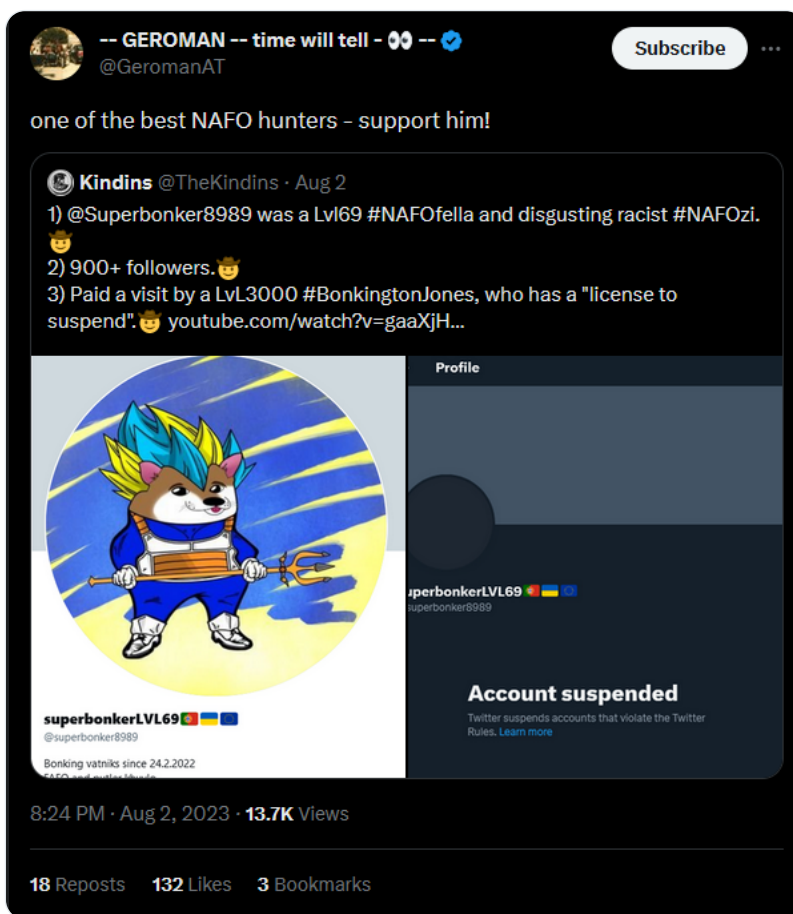 -- GEROMAN -- time will tell - 👀 --
@GeromanAT
Subscribe
one of the best NAFO hunters - support him!
Kindins @TheKindins · Aug 2
1) @Superbonker8989 was a Lvl69 #NAFOfella and disgusting racist #NAFOzi.
🤠
2) 900+ followers.🤠
3) Paid a visit by a LvL3000 #BonkingtonJones, who has a "license to
suspend".🤠 youtube.com/watch?v=gaaXjH...
superbonkerLVL69🇵🇹🇺🇦🇪🇺
@superbonker8989
Bonking vatniks since 24.2.2022
Profile
uperbonkerLVL69🇵🇹🇺🇦🇪🇺
superbonker8989
Account suspended
Twitter suspends accounts that violate the Twitter
Rules. Learn more
8:24 PM · Aug 2, 2023 · 13.7K Views
18 Reposts 132 Likes 3 Bookmarks